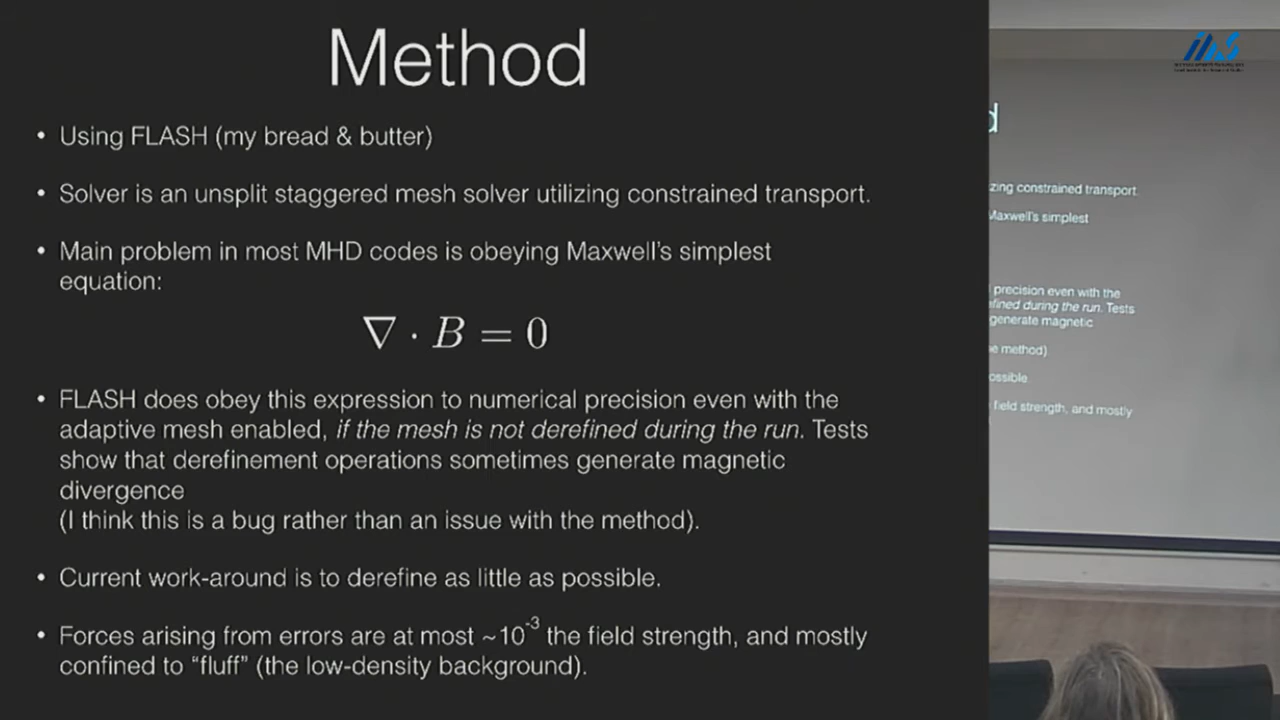 Method
• Using FLASH (my bread & butter)
• Solver is an unsplit staggered mesh solver utilizing constrained transport.
• Main problem in most MHD codes is obeying Maxwell's simplest
equation:
∇ · B = 0
• FLASH does obey this expression to numerical precision even with the
adaptive mesh enabled, if the mesh is not derefined during the run. Tests
show that derefinement operations sometimes generate magnetic
divergence
(I think this is a bug rather than an issue with the method).
• Current work-around is to derefine as little as possible.
• Forces arising from errors are at most ~10⁻³ the field strength, and mostly
confined to “fluff” (the low-density background).
d
zing constrained transport.
Maxwell's simplest
precision even with the
efined during the run. Tests
generate magnetic
e method)
ossible.
field strength, and mostly